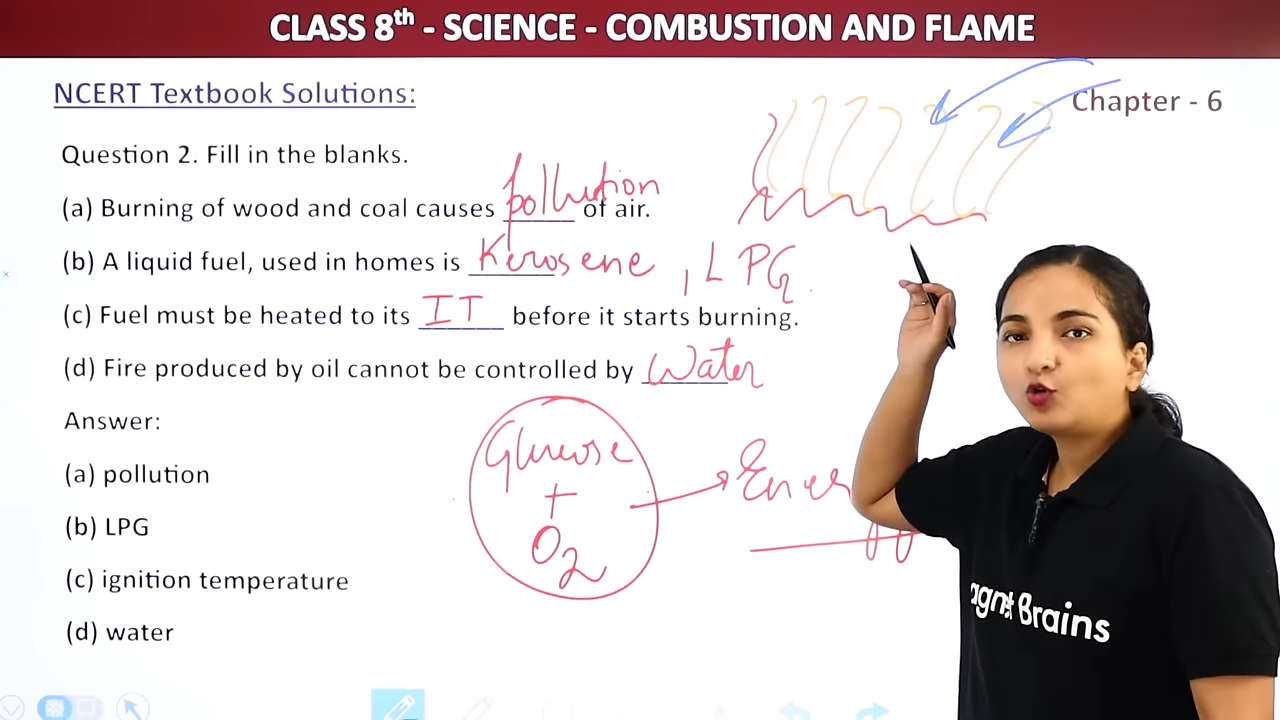 CLASS 8th - SCIENCE - COMBUSTION AND FLAME
NCERT Textbook Solutions:
Chapter - 6
Question 2. Fill in the blanks.
(a) Burning of wood and coal causes pollution of air.
(b) A liquid fuel, used in homes is Kerosene , LPG
(c) Fuel must be heated to its IT before it starts burning.
(d) Fire produced by oil cannot be controlled by Water
Answer:
(a) pollution
(b) LPG
(c) ignition temperature
(d) water
Glucose
+
O2
Ener
agnet Brains